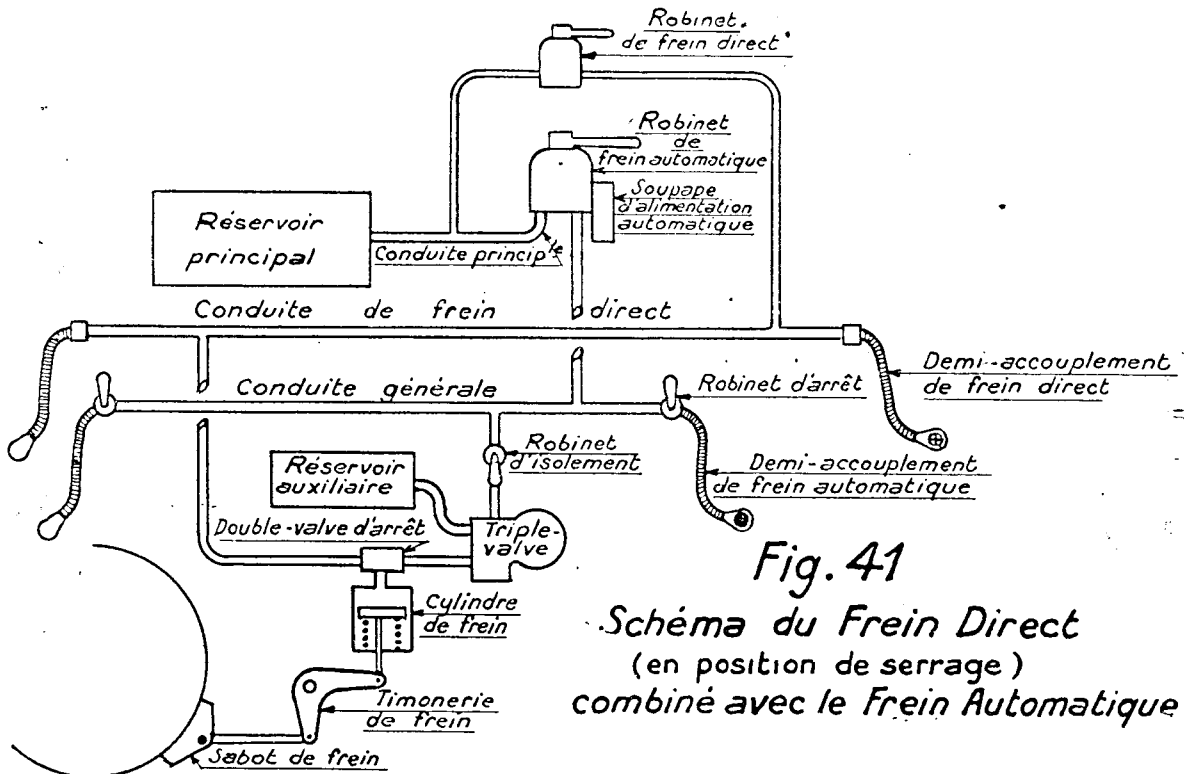 Robinet
de frein direct
Robinet
de
frein automatique
Soupape
d'alimentation
automatique
Réservoir
principal
Conduite princip^le
Conduite de frein direct
Demi-accouplement
de frein direct
Conduite générale
Robinet d'arrêt
Robinet
d'isolement
Demi-accouplement
de frein automatique
Réservoir
auxiliaire
Double-valve d'arrêt
Triple-
valve
Cylindre
de frein
Timonerie
de frein
Sabot de frein
Fig. 41
Schéma du Frein Direct
(en position de serrage)
combiné avec le Frein Automatique